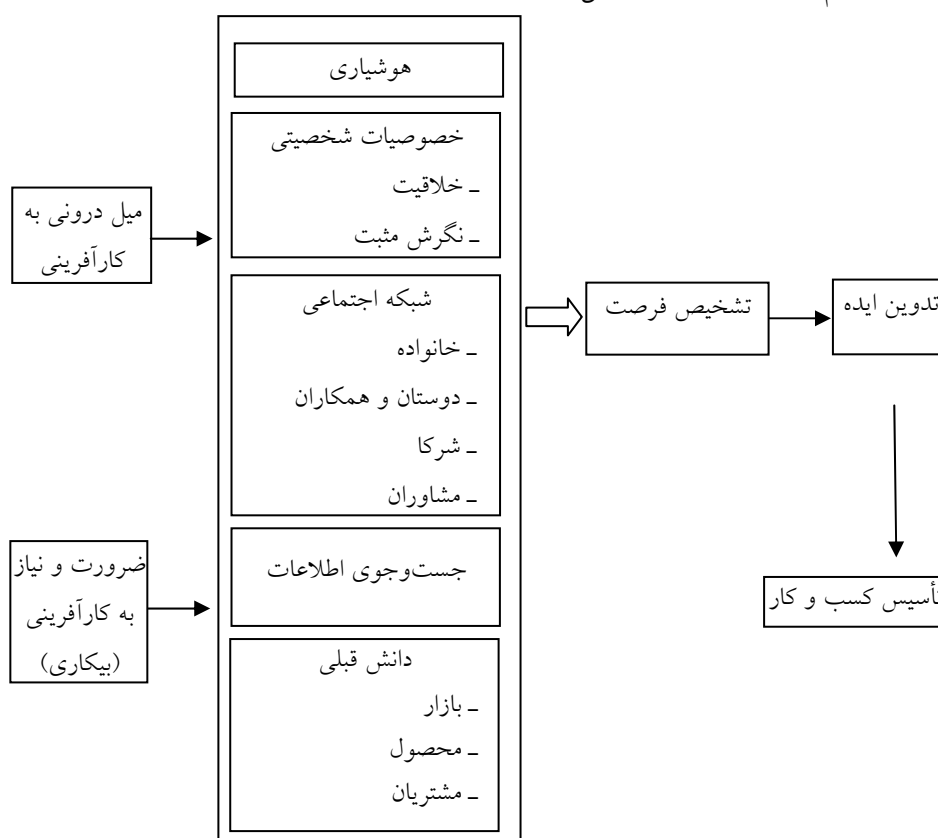 هوشیاری
خصوصیات شخصیتی
ـ خلاقیت
ـ نگرش مثبت
میل درونی به
کارآفرینی
شبکه اجتماعی
ـ خانواده
ـ دوستان و همکاران
ـ شرکا
ـ مشاوران
تشخیص فرصت
تدوین ایده
ضرورت و نیاز
به کارآفرینی
(بیکاری)
جست‌وجوی اطلاعات
تأسیس کسب و کار
دانش قبلی
ـ بازار
ـ محصول
ـ مشتریان